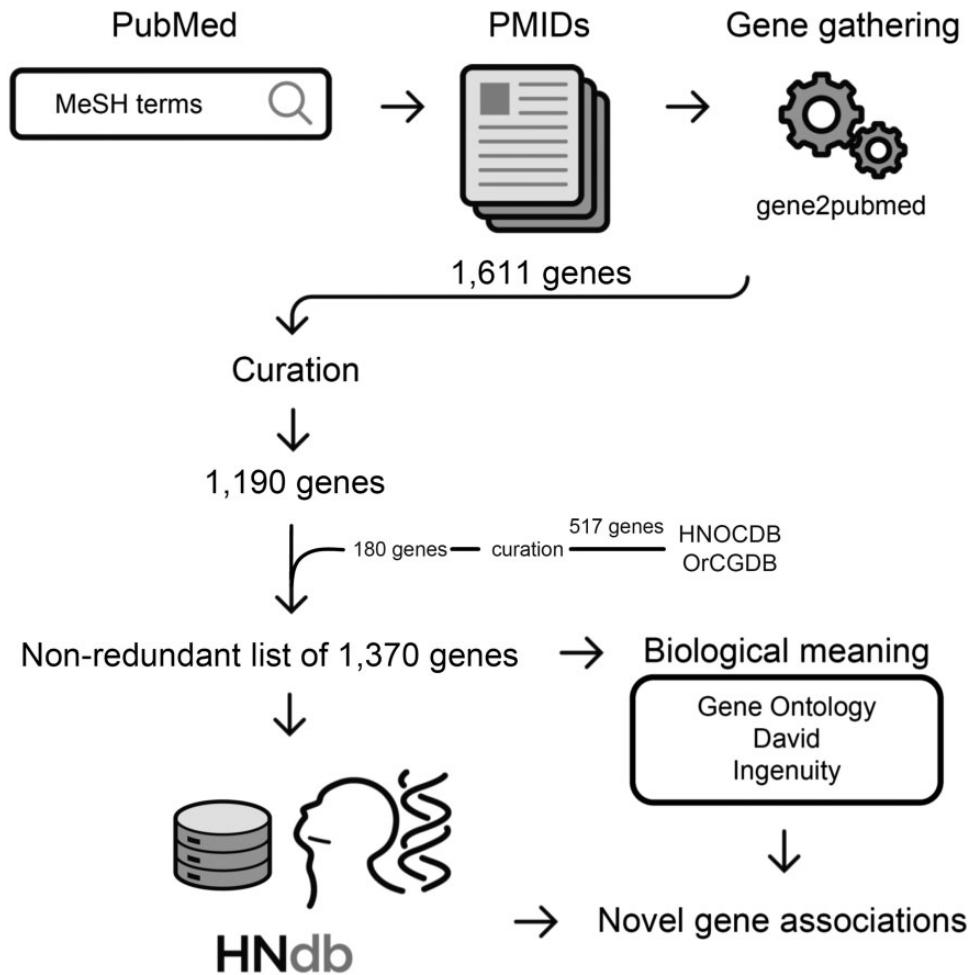 PubMed
PMIDs
Gene gathering
MeSH terms
gene2pubmed
1,611 genes
Curation
1,190 genes
180 genes
curation
517 genes
HNOCDB
OrCGDB
Non-redundant list of 1,370 genes
Biological meaning
Gene Ontology
David
Ingenuity
HNdb
Novel gene associations